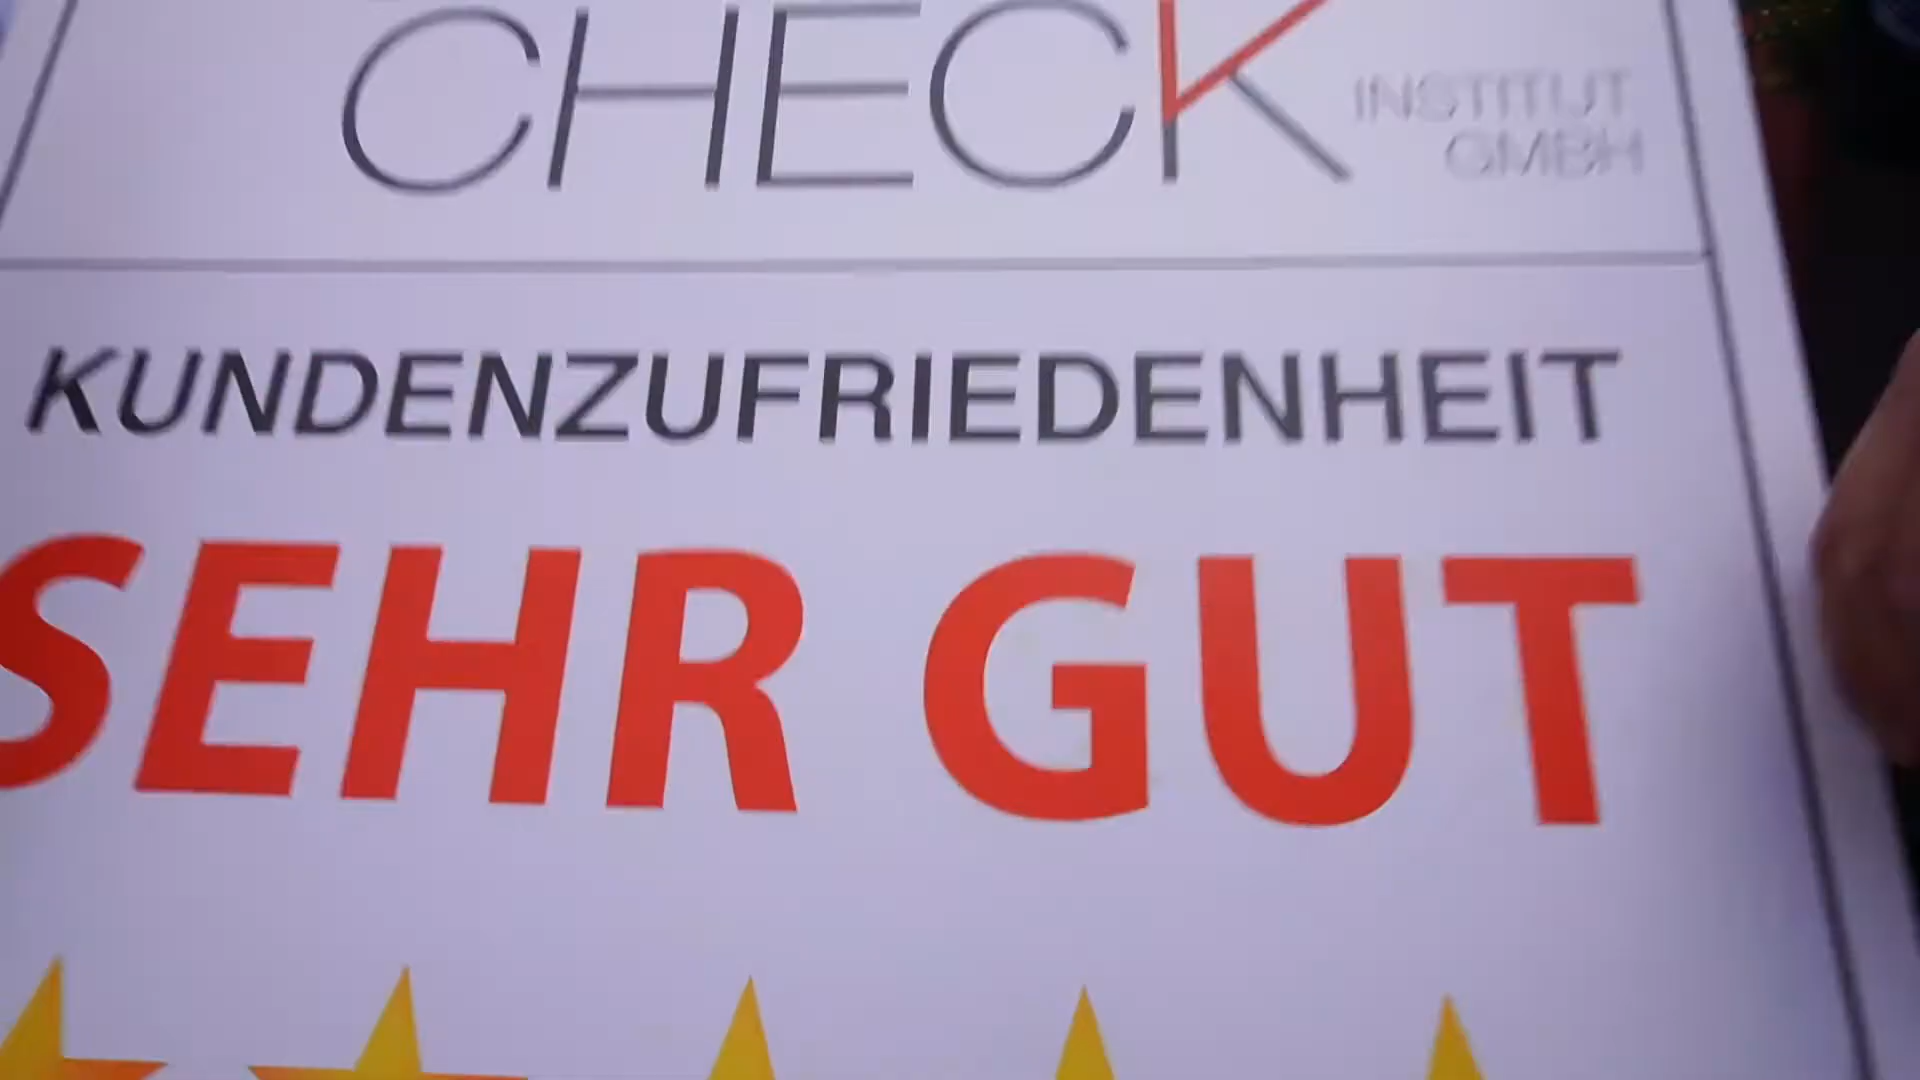 CHECK
INSTITUT
GMBH
KUNDENZUFRIEDENHEIT
SEHR GUT